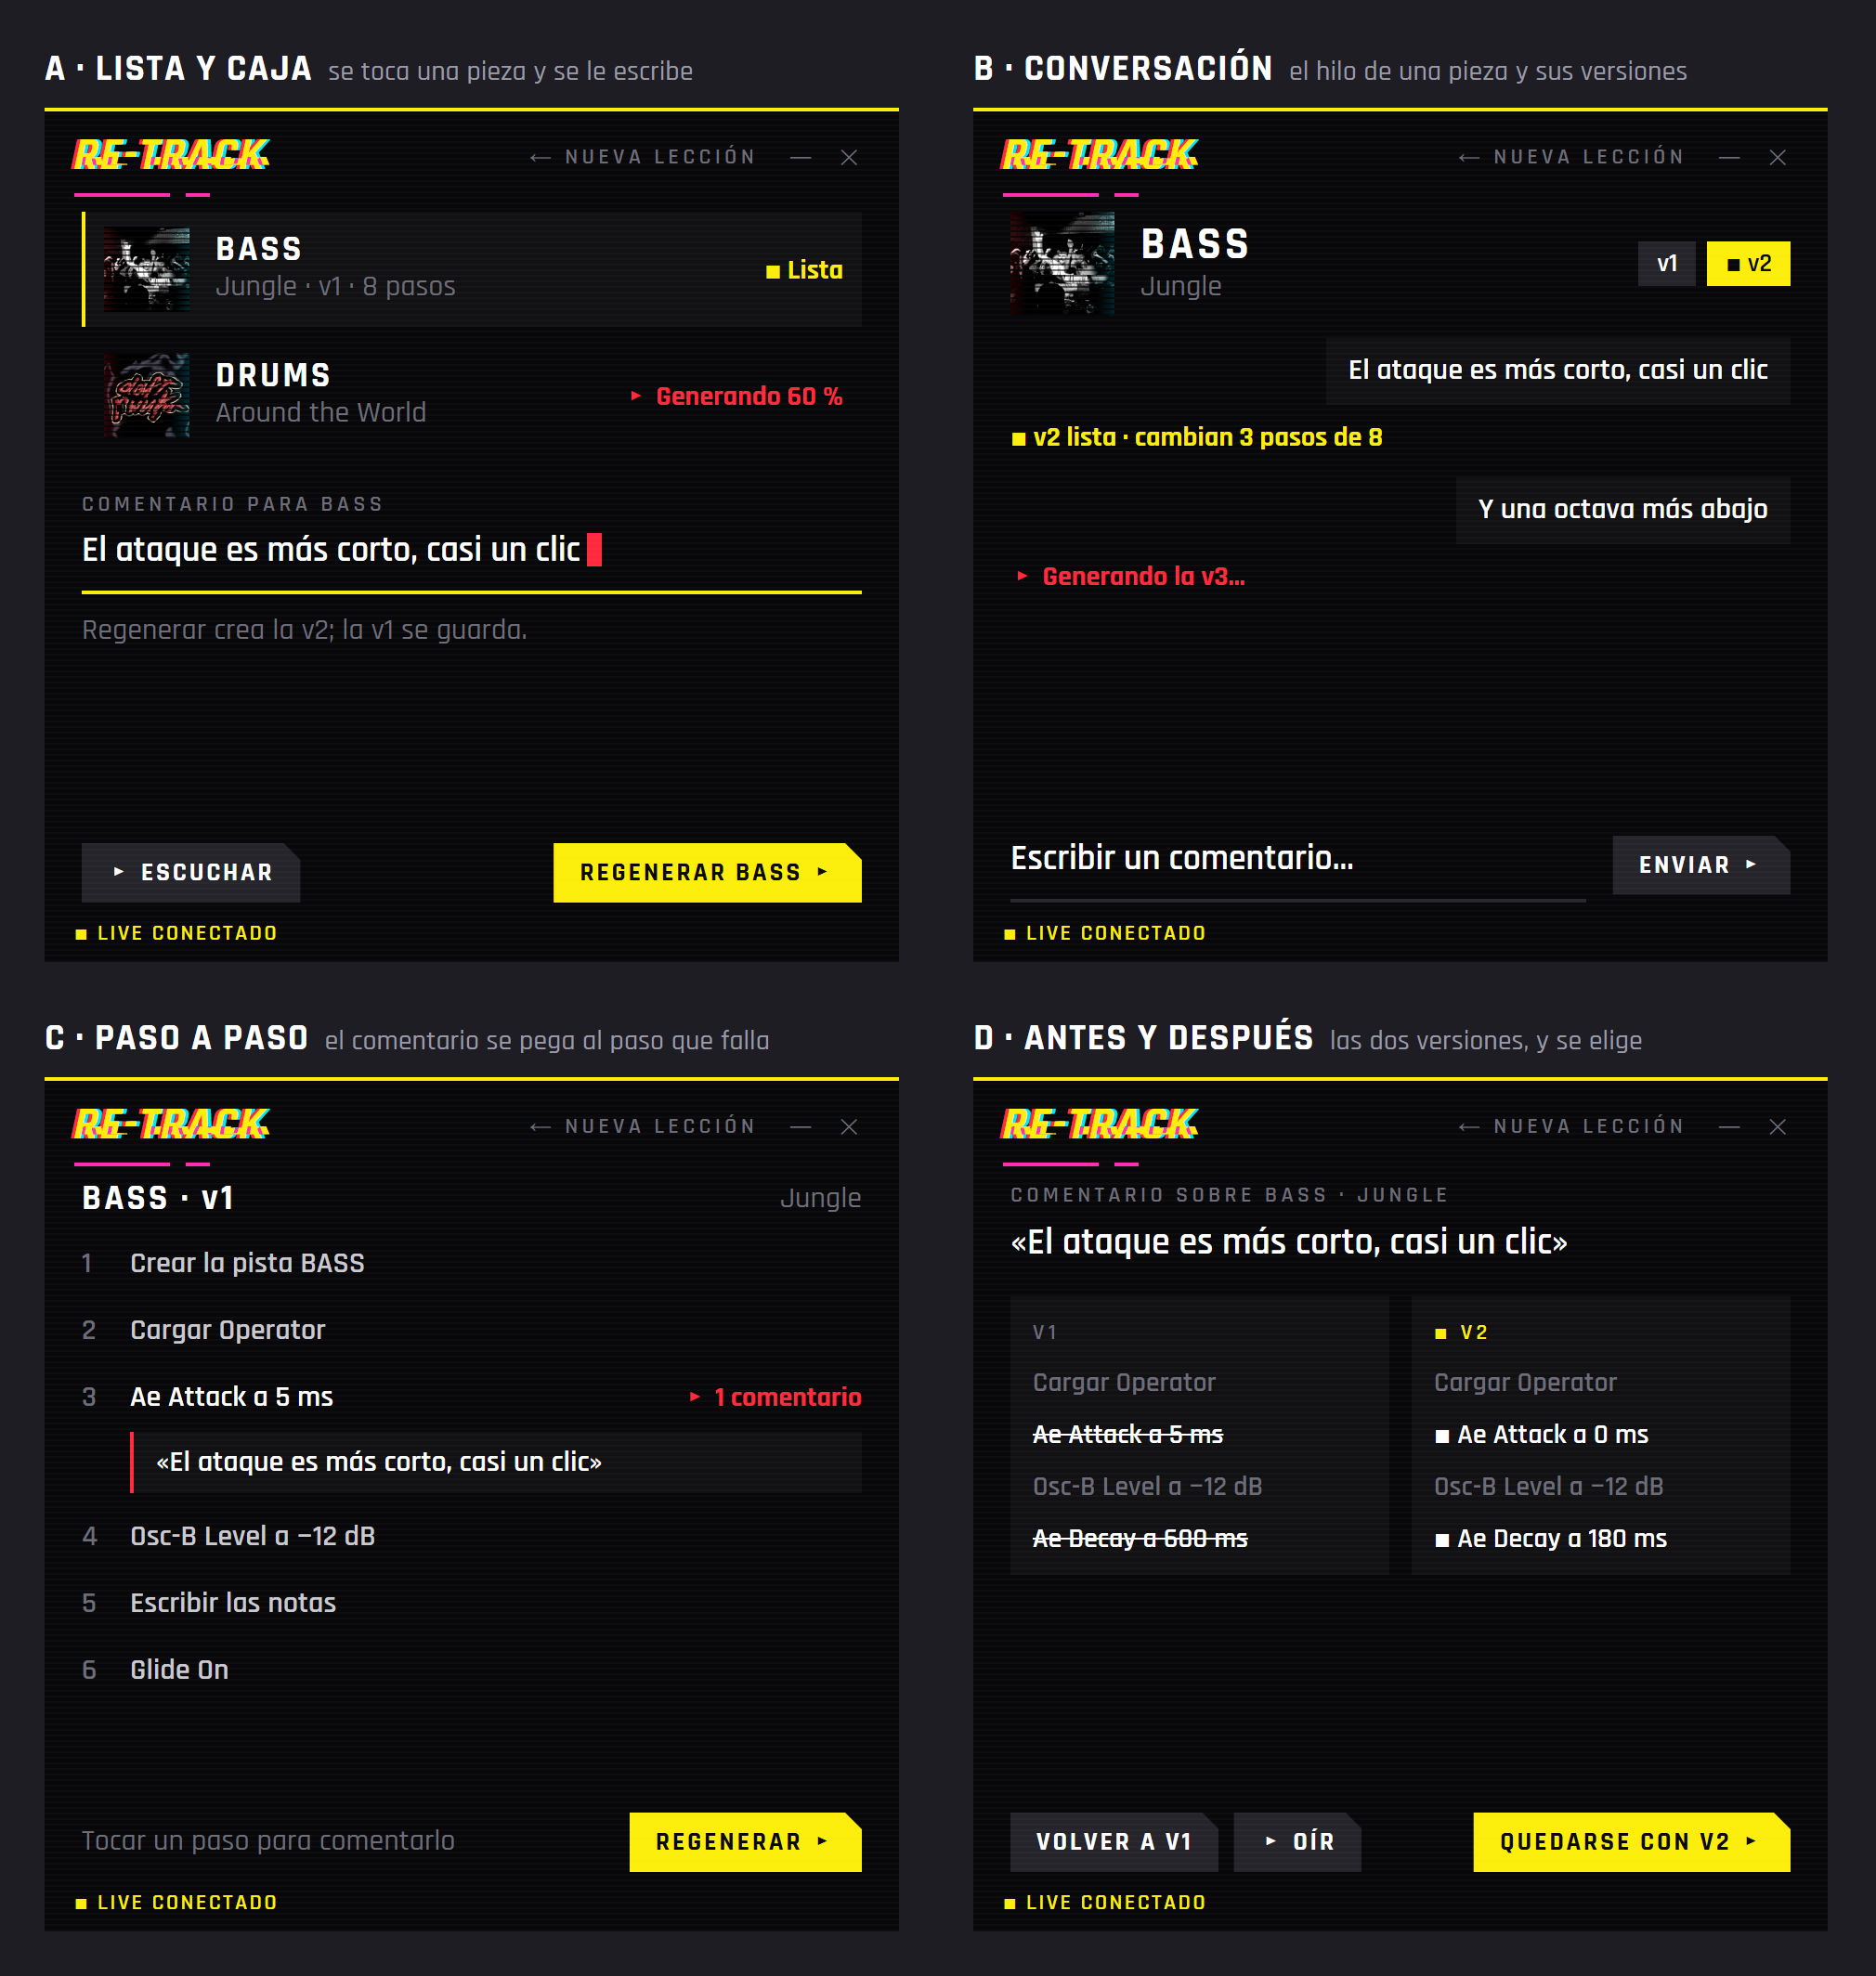 A · LISTA Y CAJA se toca una pieza y se le escribe
RE-TRACK
← NUEVA LECCIÓN — ×
BASS
Jungle · v1 · 8 pasos
■ Lista
DRUMS
Around the World
▸ Generando 60 %
COMENTARIO PARA BASS
El ataque es más corto, casi un clic
Regenerar crea la v2; la v1 se guarda.
▸ ESCUCHAR
REGENERAR BASS ▸
■ LIVE CONECTADO
B · CONVERSACIÓN el hilo de una pieza y sus versiones
RE-TRACK
← NUEVA LECCIÓN — ×
BASS
Jungle
v1 ■ v2
El ataque es más corto, casi un clic
■ v2 lista · cambian 3 pasos de 8
Y una octava más abajo
▸ Generando la v3...
Escribir un comentario...
ENVIAR ▸
■ LIVE CONECTADO
C · PASO A PASO el comentario se pega al paso que falla
RE-TRACK
← NUEVA LECCIÓN — ×
BASS · v1 Jungle
1 Crear la pista BASS
2 Cargar Operator
3 Ae Attack a 5 ms ▸ 1 comentario
«El ataque es más corto, casi un clic»
4 Osc-B Level a −12 dB
5 Escribir las notas
6 Glide On
Tocar un paso para comentarlo
REGENERAR ▸
■ LIVE CONECTADO
D · ANTES Y DESPUÉS las dos versiones, y se elige
RE-TRACK
← NUEVA LECCIÓN — ×
COMENTARIO SOBRE BASS · JUNGLE
«El ataque es más corto, casi un clic»
V1
Cargar Operator
Ae Attack a 5 ms
Osc-B Level a −12 dB
Ae Decay a 600 ms
■ V2
Cargar Operator
■ Ae Attack a 0 ms
Osc-B Level a −12 dB
■ Ae Decay a 180 ms
VOLVER A V1
▸ OÍR
QUEDARSE CON V2 ▸
■ LIVE CONECTADO